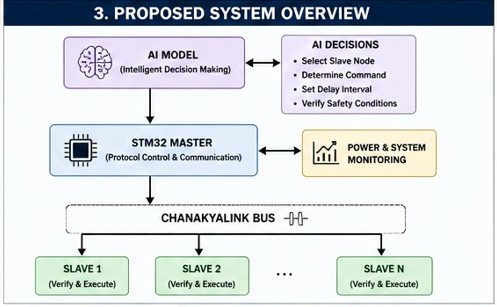 3. PROPOSED SYSTEM OVERVIEW
AI MODEL
(Intelligent Decision Making)
AI DECISIONS
• Select Slave Node
• Determine Command
• Set Delay Interval
• Verify Safety Conditions
STM32 MASTER
(Protocol Control & Communication)
POWER & SYSTEM
MONITORING
CHANAKYALINK BUS
SLAVE 1
(Verify & Execute)
SLAVE 2
(Verify & Execute)
...
SLAVE N
(Verify & Execute)